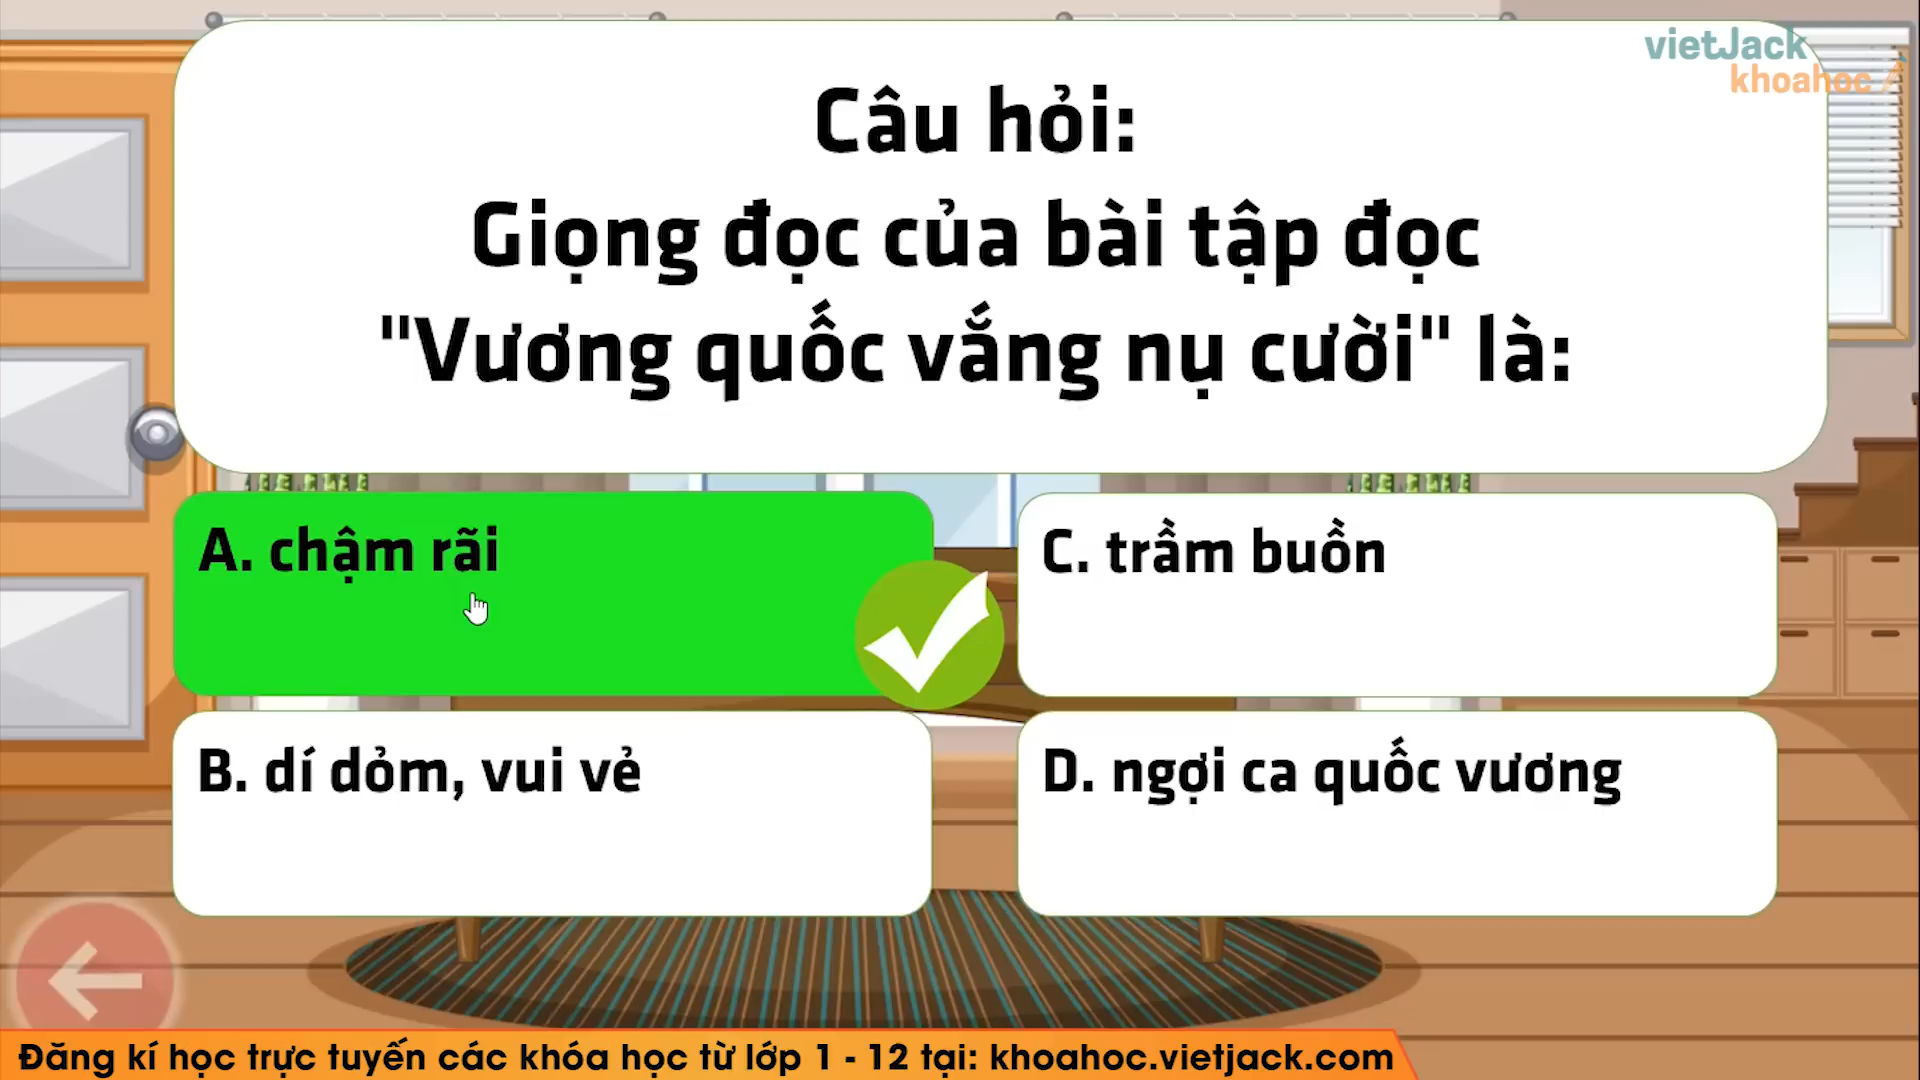 vietJack
khoahoc
Câu hỏi:
Giọng đọc của bài tập đọc
"Vương quốc vắng nụ cười" là:
A. chậm rãi
C. trầm buồn
B. dí dỏm, vui vẻ
D. ngợi ca quốc vương
Đăng kí học trực tuyến các khóa học từ lớp 1 - 12 tại: khoahoc.vietjack.com